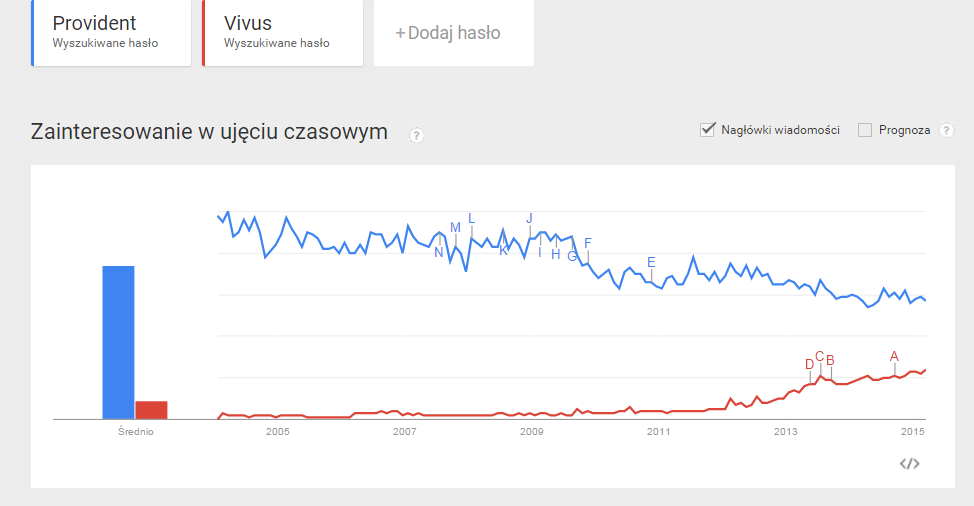 Provident
Wyszukiwane hasło
Vivus
Wyszukiwane hasło
+ Dodaj hasło
Zainteresowanie w ujęciu czasowym ?
Nagłówki wiadomości
Prognoza ?
N M L K J I H G F E
D C B A
Średnio 2005 2007 2009 2011 2013 2015
</>